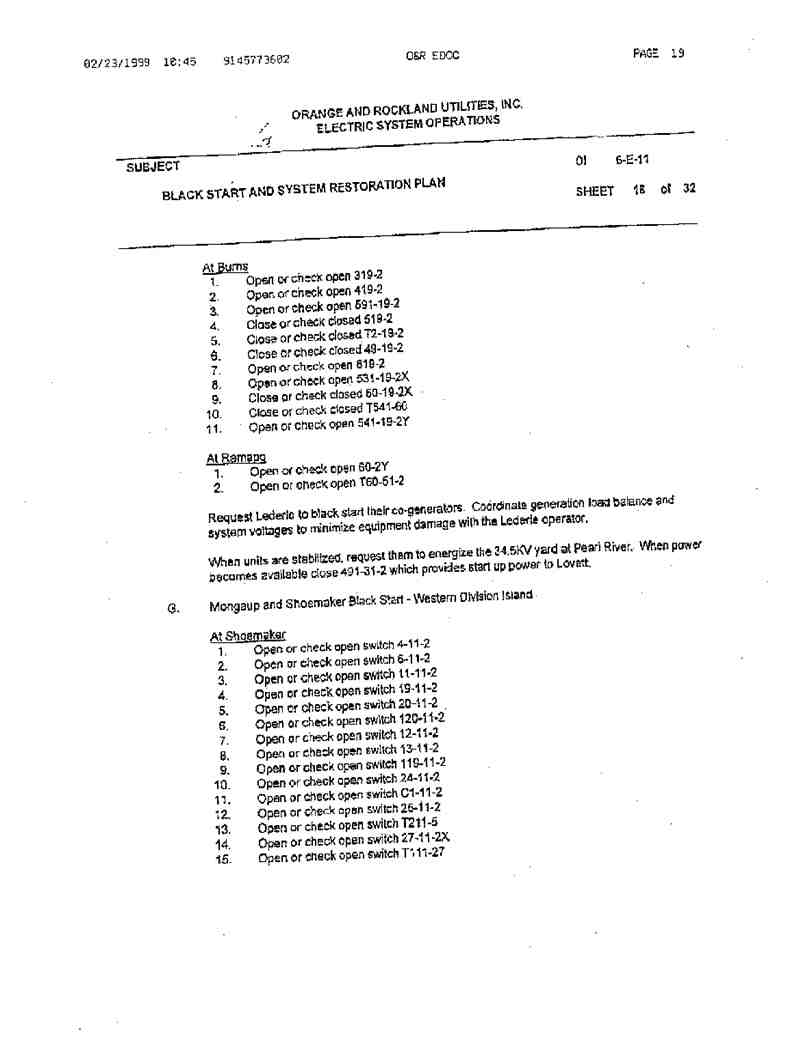 02/23/1999 10:45 9145773602 O&R EDOC PAGE 19
ORANGE AND ROCKLAND UTILITIES, INC.
ELECTRIC SYSTEM OPERATIONS
SUBJECT OI 6-E-11
BLACK START AND SYSTEM RESTORATION PLAN SHEET 18 of 32
At Burns
1. Open or check open 319-2
2. Open or check open 419-2
3. Open or check open 591-19-2
4. Close or check closed 519-2
5. Close or check closed T2-19-2
6. Close or check closed 49-19-2
7. Open or check open 619-2
8. Open or check open 531-19-2X
9. Close or check closed 60-19-2X
10. Close or check closed T541-60
11. Open or check open 541-19-2Y
At Ramapo
1. Open or check open 60-2Y
2. Open or check open T60-51-2
Request Lederle to black start their co-generators. Coordinate generation load balance and
system voltages to minimize equipment damage with the Lederle operator.
When units are stabilized, request them to energize the 34.5KV yard at Pearl River. When power
becomes available close 491-31-2 which provides start up power to Lovett.
G. Mongaup and Shoemaker Black Start - Western Division Island
At Shoemaker
1. Open or check open switch 4-11-2
2. Open or check open switch 6-11-2
3. Open or check open switch 11-11-2
4. Open or check open switch 19-11-2
5. Open or check open switch 20-11-2
6. Open or check open switch 120-11-2
7. Open or check open switch 12-11-2
8. Open or check open switch 13-11-2
9. Open or check open switch 119-11-2
10. Open or check open switch 24-11-2
11. Open or check open switch C1-11-2
12. Open or check open switch 26-11-2
13. Open or check open switch T211-5
14. Open or check open switch 27-11-2X
15. Open or check open switch T111-27